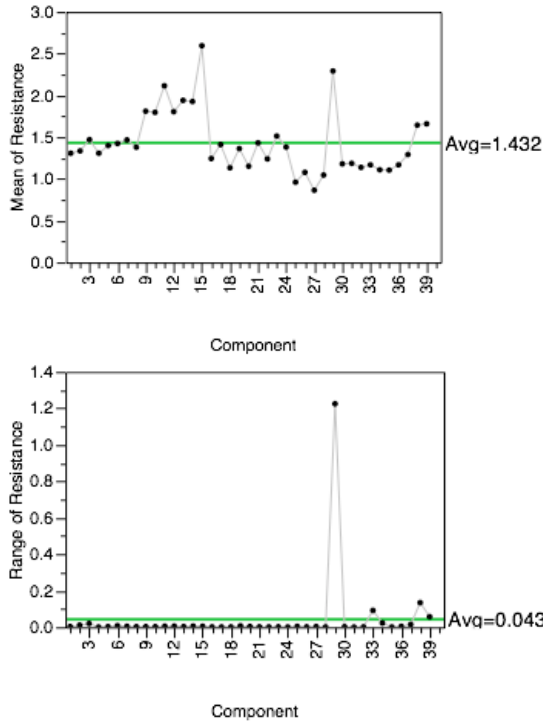 Mean of Resistance
3.0
2.5
2.0
1.5
1.0
0.5
0.0
Avg=1.432
3 6 9 12 15 18 21 24 27 30 33 36 39
Component
Range of Resistance
1.4
1.2
1.0
0.8
0.6
0.4
0.2
0.0
Avg=0.043
3 6 9 12 15 18 21 24 27 30 33 36 39
Component